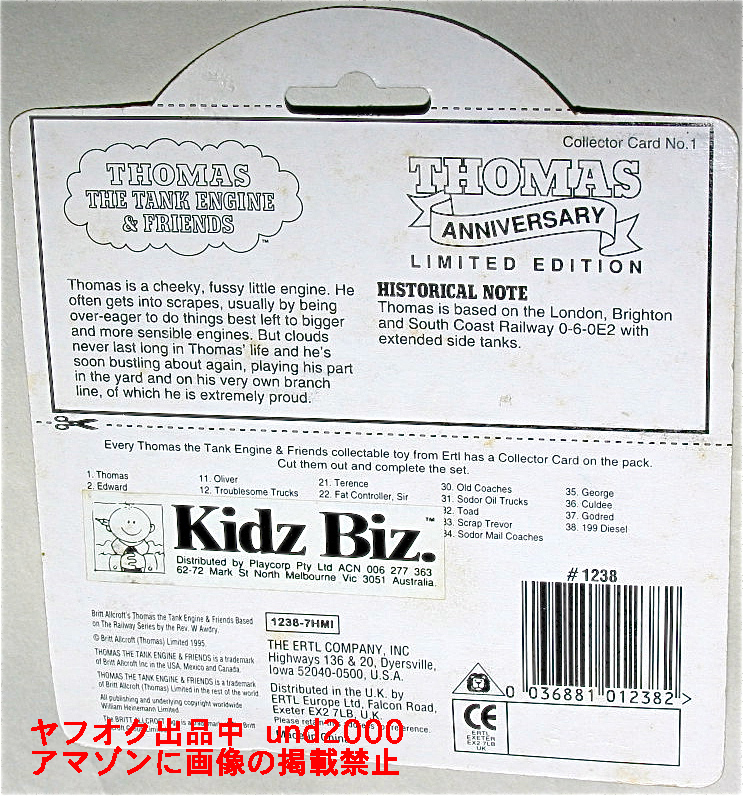 Collector Card No.1
THOMAS
THE TANK ENGINE
& FRIENDS
™
THOMAS
ANNIVERSARY
LIMITED EDITION
Thomas is a cheeky, fussy little engine. He
often gets into scrapes, usually by being
over-eager to do things best left to bigger
and more sensible engines. But clouds
never last long in Thomas' life and he's
soon bustling about again, playing his part
in the yard and on his very own branch
line, of which he is extremely proud.
HISTORICAL NOTE
Thomas is based on the London, Brighton
and South Coast Railway 0-6-0E2 with
extended side tanks.
Every Thomas the Tank Engine & Friends collectable toy from Ertl has a Collector Card on the pack.
Cut them out and complete the set.
1. Thomas
2. Edward
11. Oliver
12. Troublesome Trucks
21. Terence
22. Fat Controller, Sir
30. Old Coaches
31. Sodor Oil Trucks
32. Toad
33. Scrap Trevor
34. Sodor Mail Coaches
35. George
36. Culdee
37. Godred
38. 199 Diesel
Kidz Biz.™
Distributed by Playcorp Pty Ltd ACN 006 277 363
62-72 Mark St North Melbourne Vic 3051 Australia.
Britt Allcroft's Thomas the Tank Engine & Friends Based
on The Railway Series by the Rev. W Awdry.
© Britt Allcroft (Thomas) Limited 1995
THOMAS THE TANK ENGINE & FRIENDS is a trademark
of Britt Allcroft Inc in the USA, Mexico and Canada.
THOMAS THE TANK ENGINE & FRIENDS is a trademark
of Britt Allcroft (Thomas) Limited in the rest of the world.
All publishing and underlying copyright worldwide
William Heinemann Limited.
The BRITT
1238-7HMI
THE ERTL COMPANY, INC
Highways 136 & 20, Dyersville,
Iowa 52040-0500, U.S.A.
Distributed in the U.K. by
ERTL Europe Ltd, Falcon Road,
Exeter EX2 7LB, U.K.
Please retain reference.
Made in China
# 1238
0 036881 012382
CE
ERTL
EXETER
EX2 7LB
UK
ヤフオク出品中 und2000
アマゾンに画像の掲載禁止